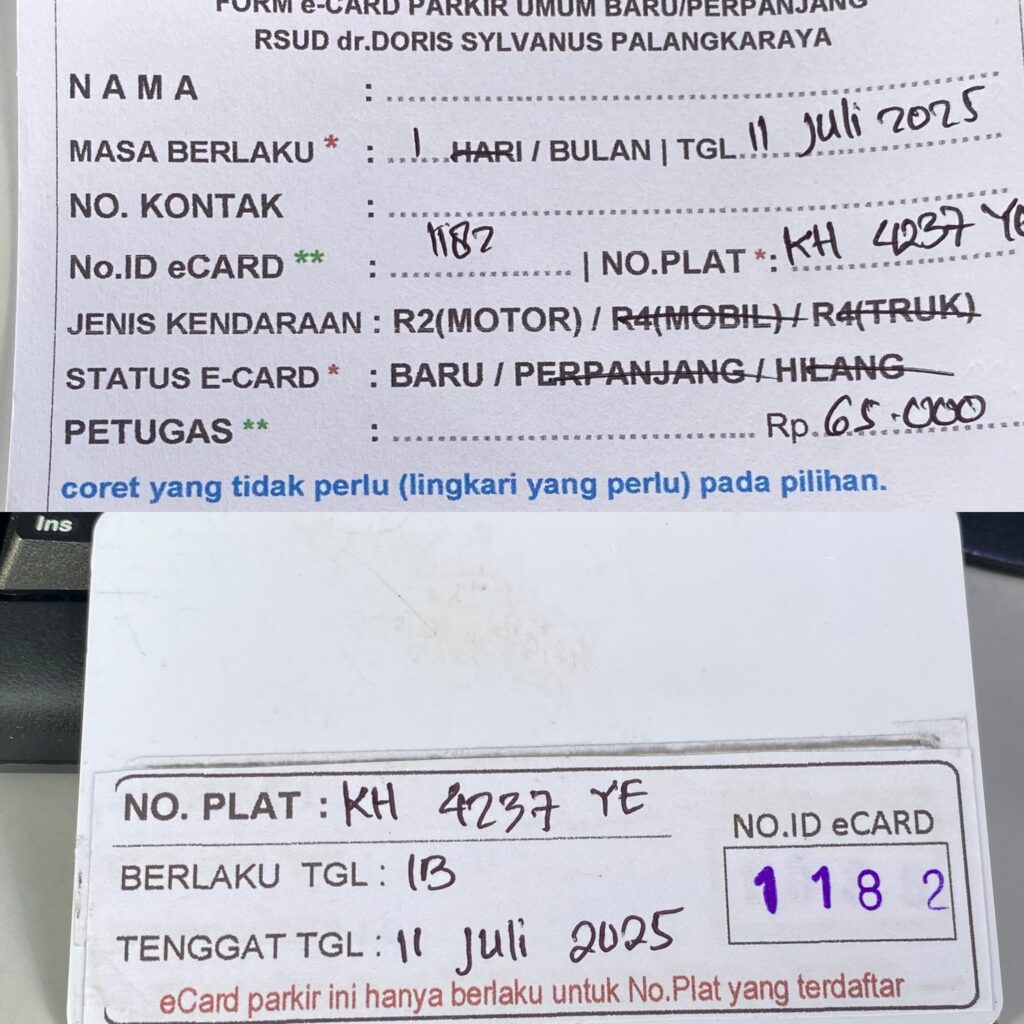 FORM e-CARD PARKIR UMUM BARU/PERPANJANG
RSUD dr.DORIS SYLVANUS PALANGKARAYA
N A M A :
MASA BERLAKU * : 1 HARI / BULAN | TGL 11 Juli 2025
NO. KONTAK :
No.ID eCARD ** : 1182 | NO.PLAT *: KH 4237 YE
JENIS KENDARAAN : R2(MOTOR) / R4(MOBIL) / R4(TRUK)
STATUS E-CARD * : BARU / PERPANJANG / HILANG
PETUGAS ** : Rp. 65.000
coret yang tidak perlu (lingkari yang perlu) pada pilihan.
Ins
NO. PLAT : KH 4237 YE
NO.ID eCARD
BERLAKU TGL : 1B
1182
TENGGAT TGL : 11 Juli 2025
eCard parkir ini hanya berlaku untuk No.Plat yang terdaftar